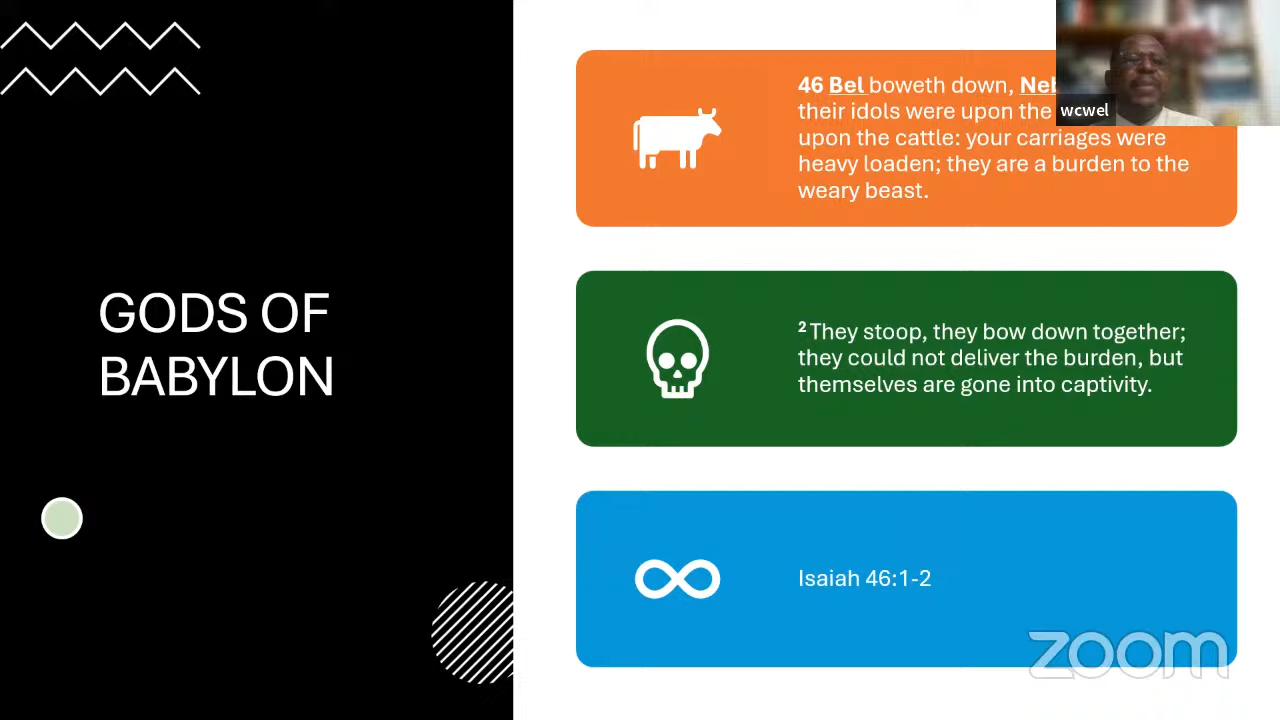 GODS OF
BABYLON
46 Bel boweth down,
their idols were upon the
upon the cattle: your carriages were
heavy loaden; they are a burden to the
weary beast.
2 They stoop, they bow down together;
they could not deliver the burden, but
themselves are gone into captivity.
Isaiah 46:1-2
wcwel
zoom